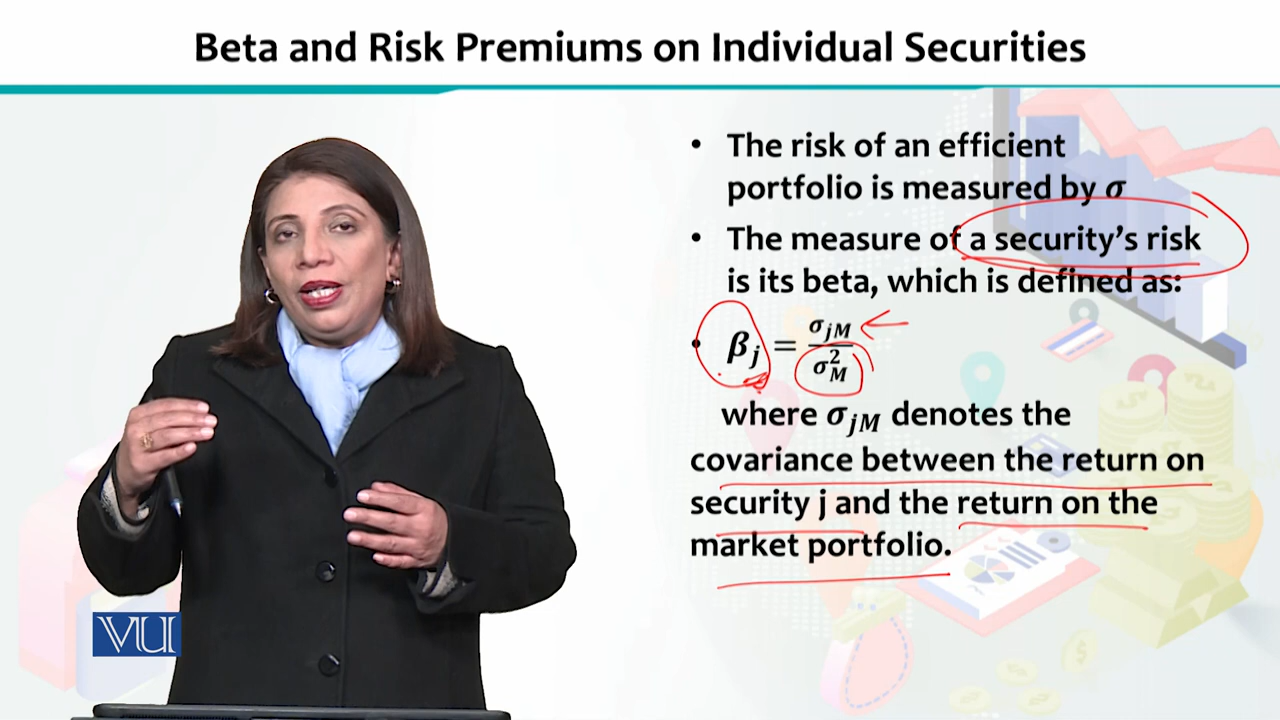 Beta and Risk Premiums on Individual Securities
• The risk of an efficient
portfolio is measured by σ
• The measure of a security's risk
is its beta, which is defined as:
• βⱼ = σⱼM / σ²M
where σⱼM denotes the
covariance between the return on
security j and the return on the
market portfolio.
VU